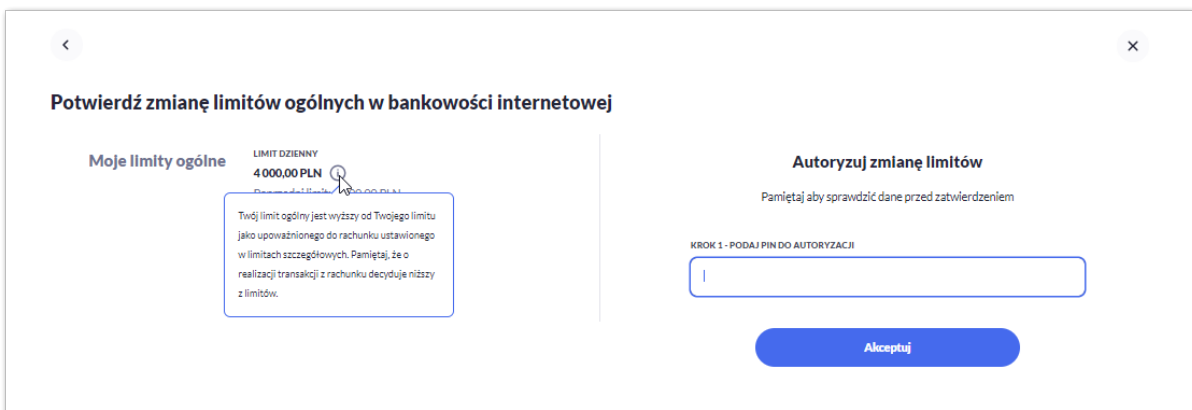 Potwierdź zmianę limitów ogólnych w bankowości internetowej
Moje limity ogólne
LIMIT DZIENNY
4 000,00 PLN
Twój limit ogólny jest wyższy od Twojego limitu
jako upoważnionego do rachunku ustawionego
w limitach szczegółowych. Pamiętaj, że o
realizacji transakcji z rachunku decyduje niższy
z limitów.
Autoryzuj zmianę limitów
Pamiętaj aby sprawdzić dane przed zatwierdzeniem
KROK 1 - PODAJ PIN DO AUTORYZACJI
Akceptuj